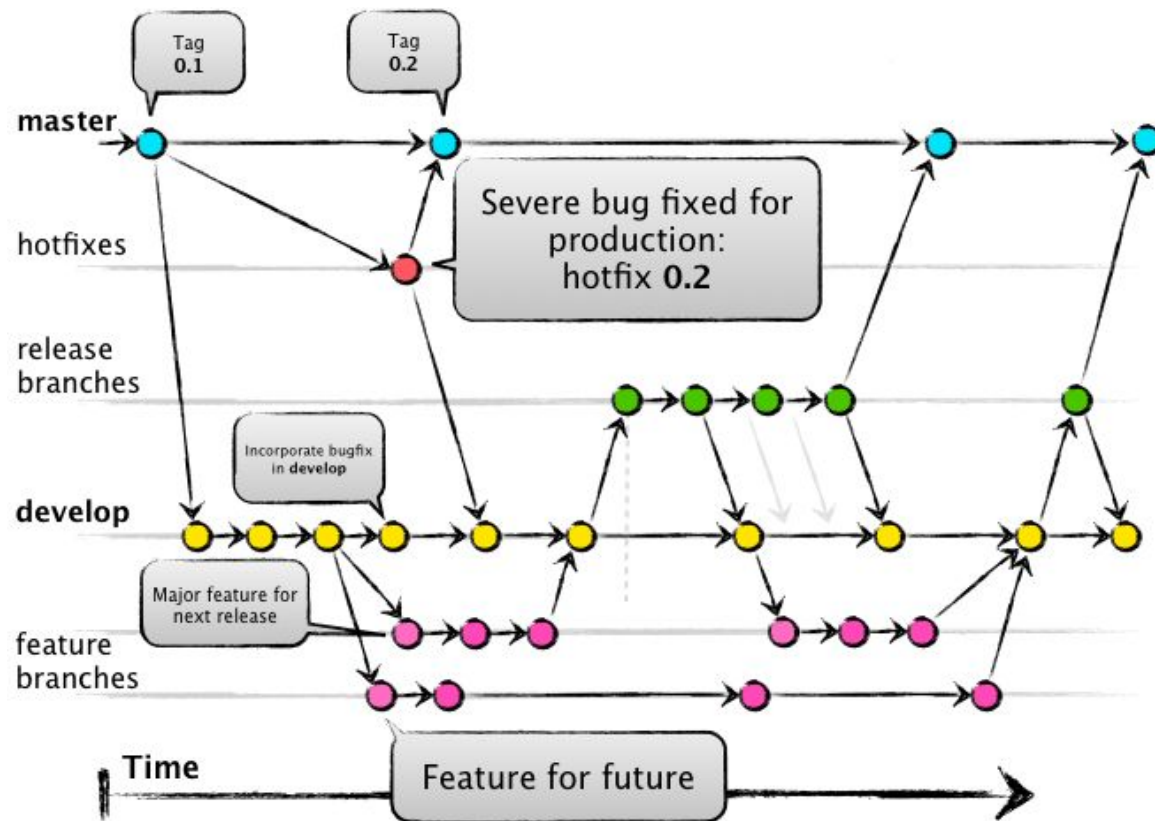 Tag
0.1
Tag
0.2
master
Severe bug fixed for
production:
hotfix 0.2
hotfixes
release
branches
Incorporate bugfix
in develop
develop
Major feature for
next release
feature
branches
Time
Feature for future